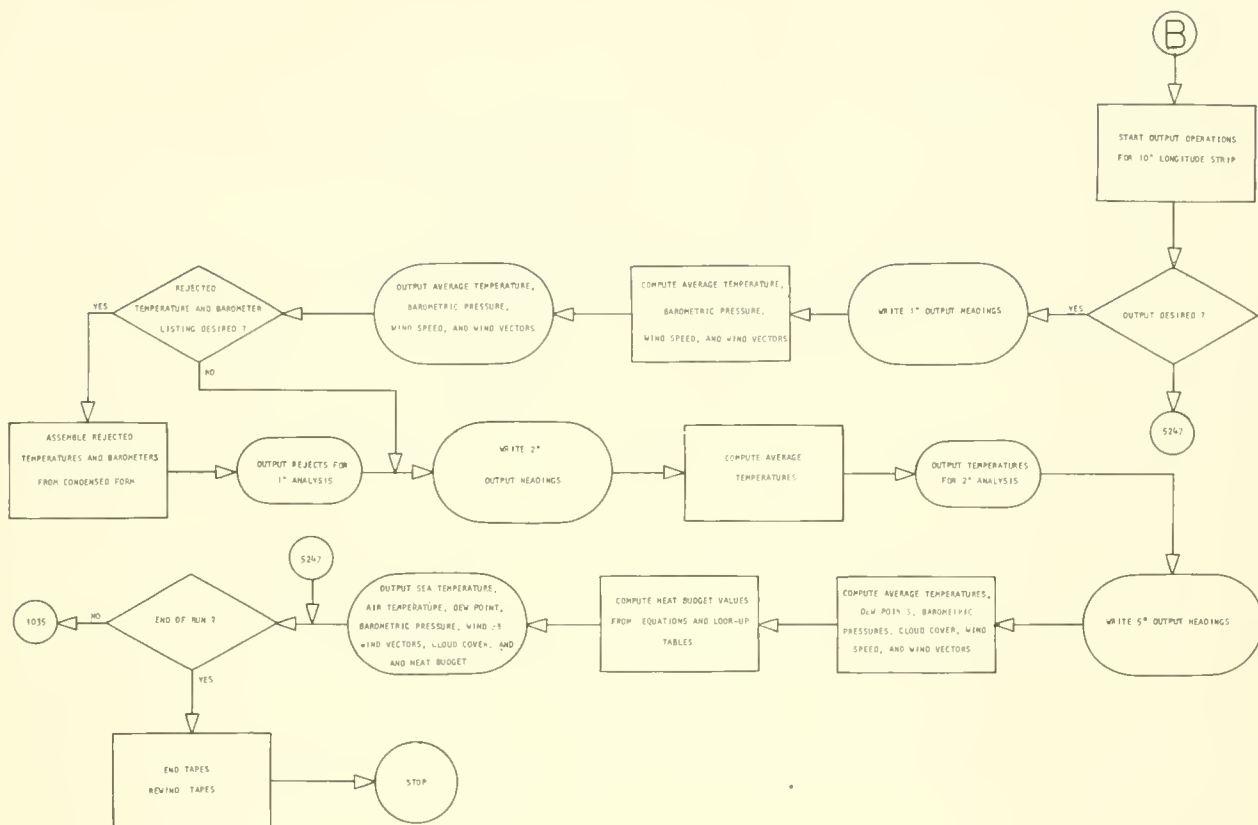 B
START OUTPUT OPERATIONS
FOR 10° LONGITUDE STRIP
OUTPUT DESIRED ?
YES
5247
WRITE 1° OUTPUT HEADINGS
COMPUTE AVERAGE TEMPERATURE,
BAROMETRIC PRESSURE,
WIND SPEED, AND WIND VECTORS
OUTPUT AVERAGE TEMPERATURE,
BAROMETRIC PRESSURE,
WIND SPEED, AND WIND VECTORS
REJECTED
TEMPERATURE AND BAROMETER
LISTING DESIRED ?
YES
NO
ASSEMBLE REJECTED
TEMPERATURES AND BAROMETERS
FROM CONDENSED FORM
OUTPUT REJECTS FOR
1° ANALYSIS
WRITE 2°
OUTPUT HEADINGS
COMPUTE AVERAGE
TEMPERATURES
OUTPUT TEMPERATURES
FOR 2° ANALYSIS
WRITE 5° OUTPUT HEADINGS
COMPUTE AVERAGE TEMPERATURES,
DEW POIN S, BAROMETRIC
PRESSURES, CLOUD COVER, WIND
SPEED, AND WIND VECTORS
COMPUTE HEAT BUDGET VALUES
FROM EQUATIONS AND LOOK-UP
TABLES
OUTPUT SEA TEMPERATURE,
AIR TEMPERATURE, DEW POINT,
BAROMETRIC PRESSURE, WIND
WIND VECTORS, CLOUD COVER, AND
AND HEAT BUDGET
5247
END OF RUN ?
NO
1035
YES
END TAPES
REWIND TAPES
STOP